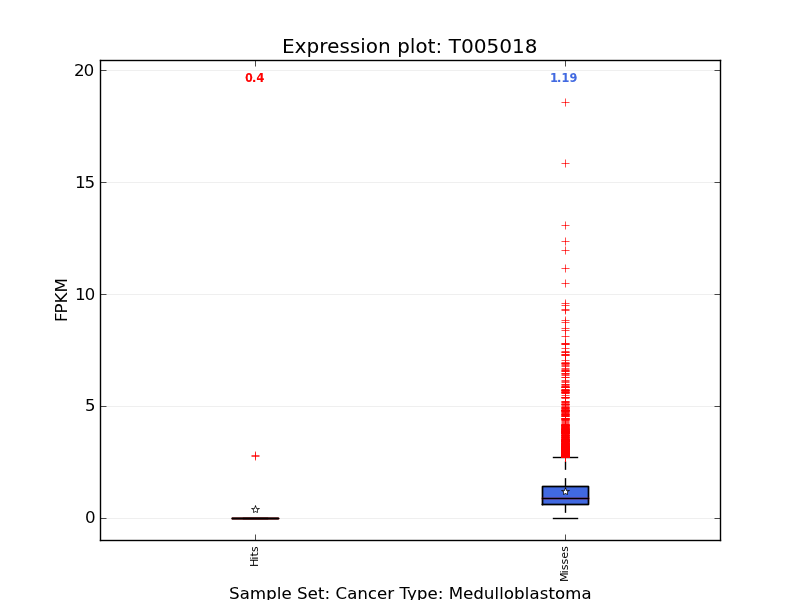 Expression plot: T005018
20
0.4
1.19
15
10
5
0
FPKM
Hits
Misses
Sample Set: Cancer Type: Medulloblastoma